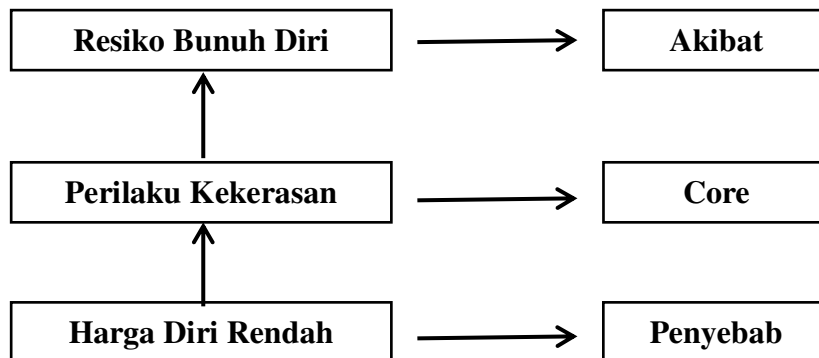 Resiko Bunuh Diri
Akibat
Perilaku Kekerasan
Core
Harga Diri Rendah
Penyebab